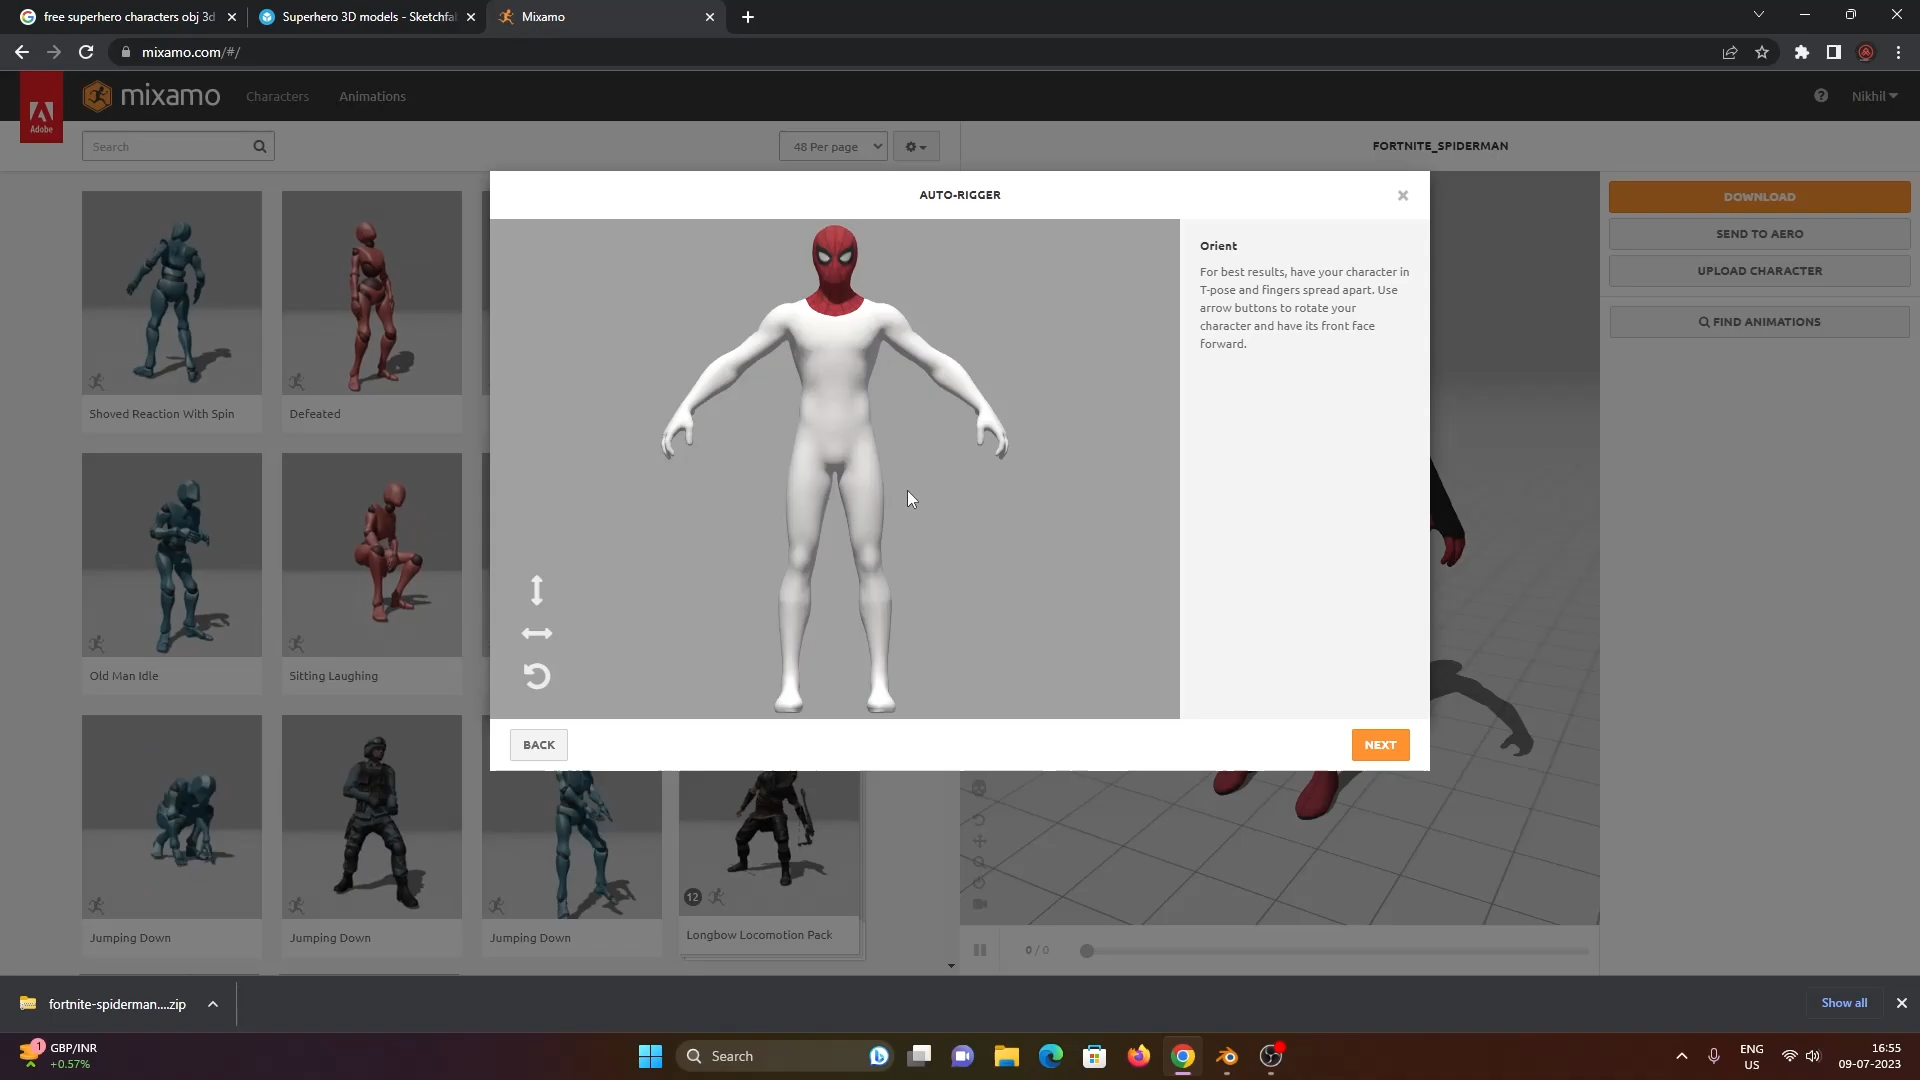 free superhero characters obj 3d
Superhero 3D models - Sketchfab
Mixamo
mixamo.com/#/
Adobe
mixamo
Characters
Animations
Nikhil
Search
48 Per page
FORTNITE_SPIDERMAN
AUTO-RIGGER
Orient
For best results, have your character in
T-pose and fingers spread apart. Use
arrow buttons to rotate your
character and have its front face
forward.
BACK
NEXT
DOWNLOAD
SEND TO AERO
UPLOAD CHARACTER
FIND ANIMATIONS
Shoved Reaction With Spin
Defeated
Old Man Idle
Sitting Laughing
12
Jumping Down
Jumping Down
Jumping Down
Longbow Locomotion Pack
0 / 0
fortnite-spiderman....zip
Show all
1
GBP/INR
+0.57%
Search
ENG
US
16:55
09-07-2023